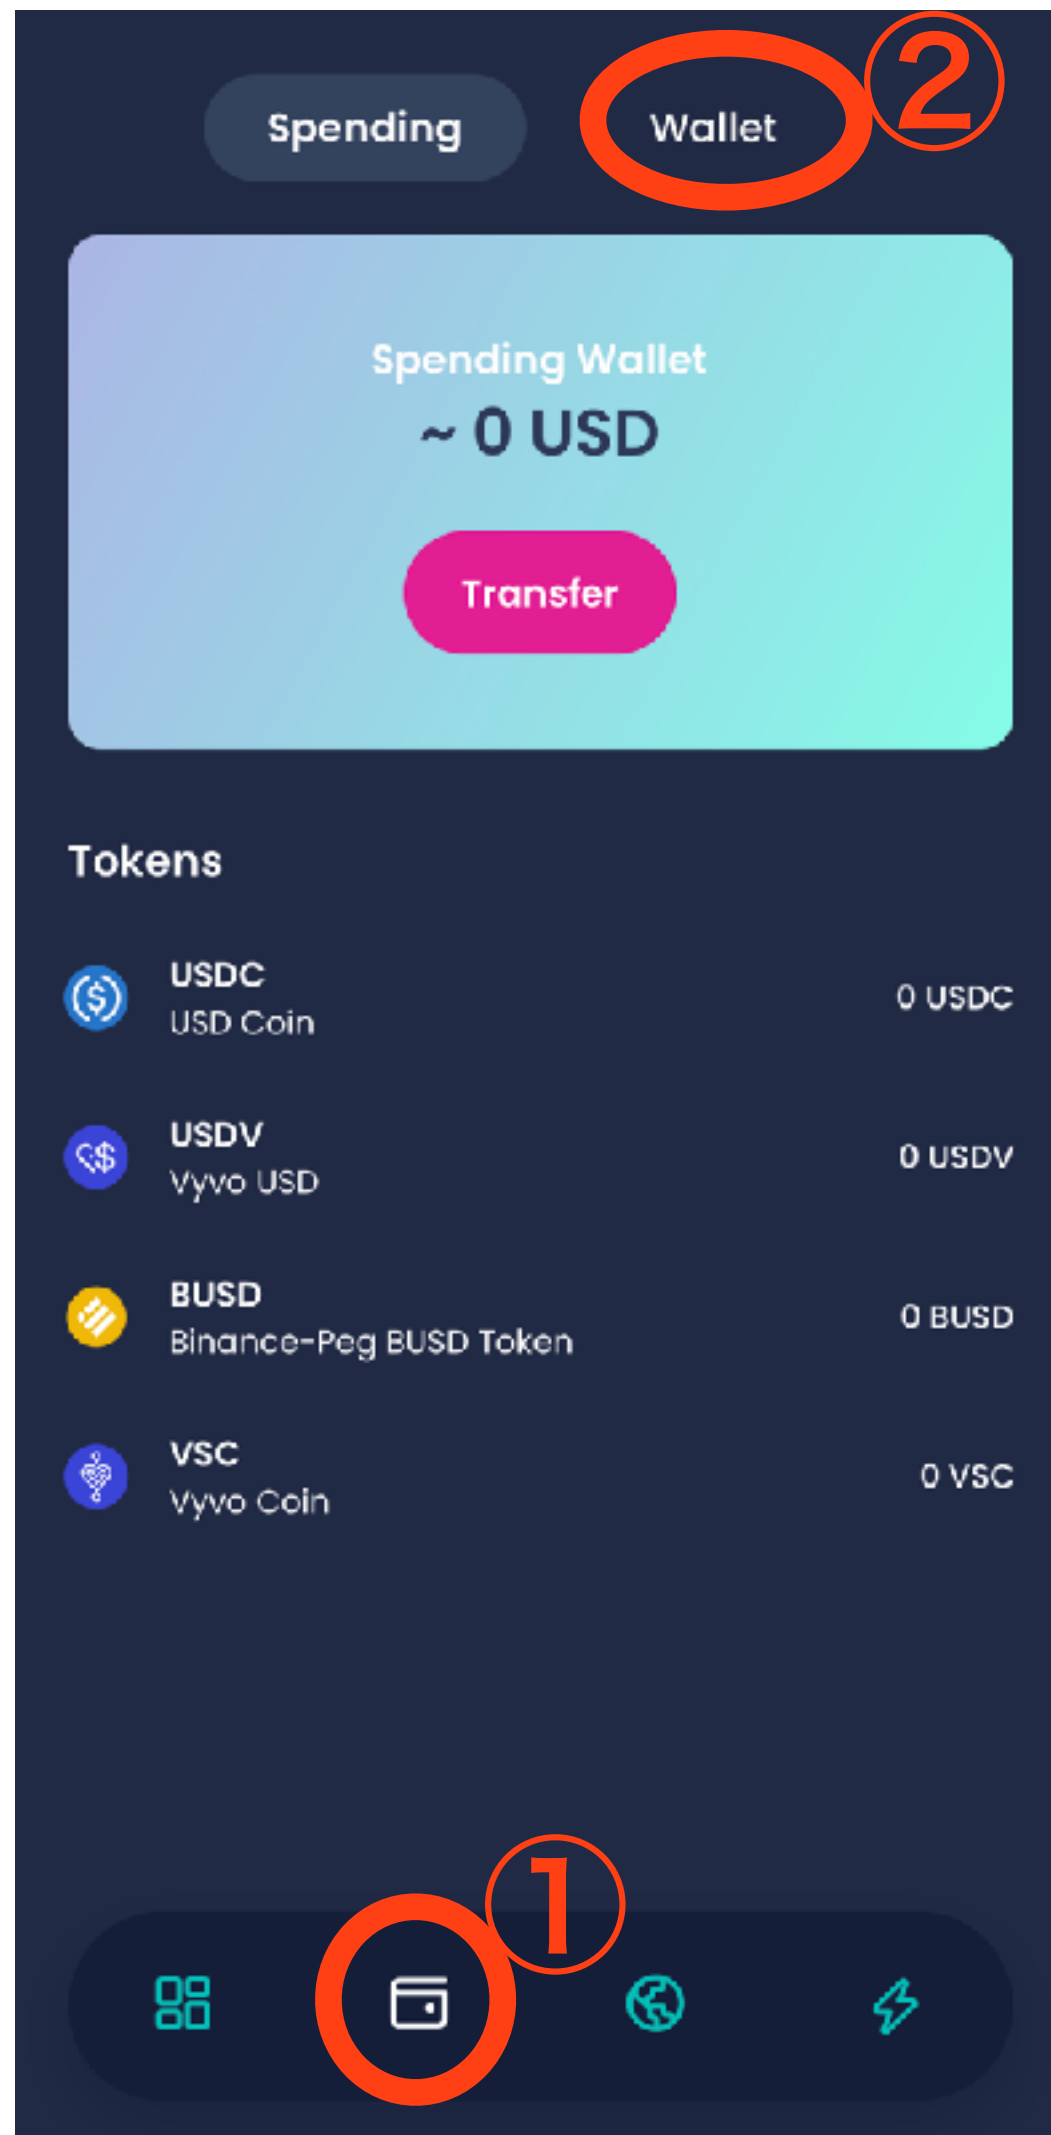 Spending
Wallet
②
Spending Wallet
~ 0 USD
Transfer
Tokens
USDC
USD Coin
0 USDC
USDV
Vyvo USD
0 USDV
BUSD
Binance-Peg BUSD Token
0 BUSD
VSC
Vyvo Coin
0 VSC
①